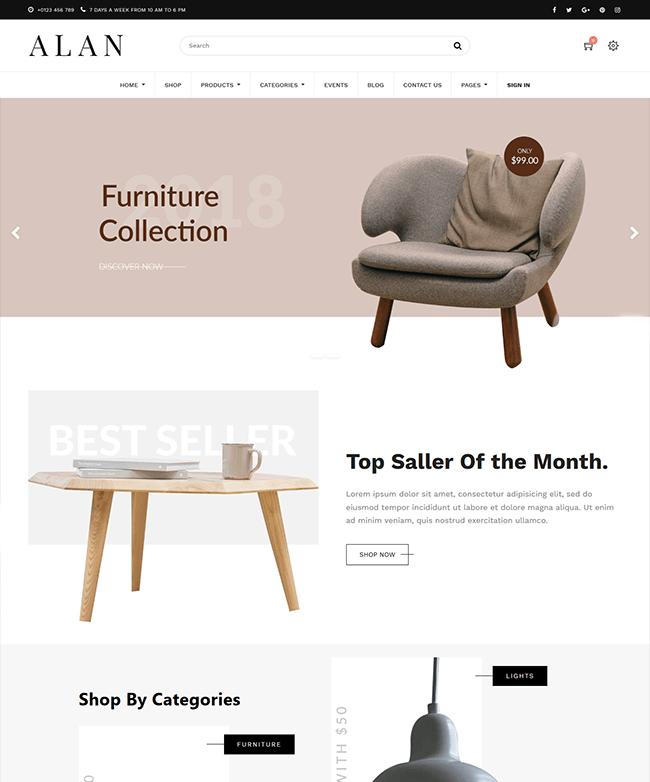 +0123 456 789 7 DAYS A WEEK FROM 10 AM TO 6 PM
ALAN
Search
0
HOME SHOP PRODUCTS CATEGORIES EVENTS BLOG CONTACT US PAGES SIGN IN
ONLY
$99.00
2018
Furniture
Collection
DISCOVER NOW
BEST SELLER
Top Saller Of the Month.
Lorem ipsum dolor sit amet, consectetur adipisicing elit, sed do
eiusmod tempor incididunt ut labore et dolore magna aliqua. Ut enim
ad minim veniam, quis nostrud exercitation ullamco.
SHOP NOW
LIGHTS
Shop By Categories
WITH $50
FURNITURE